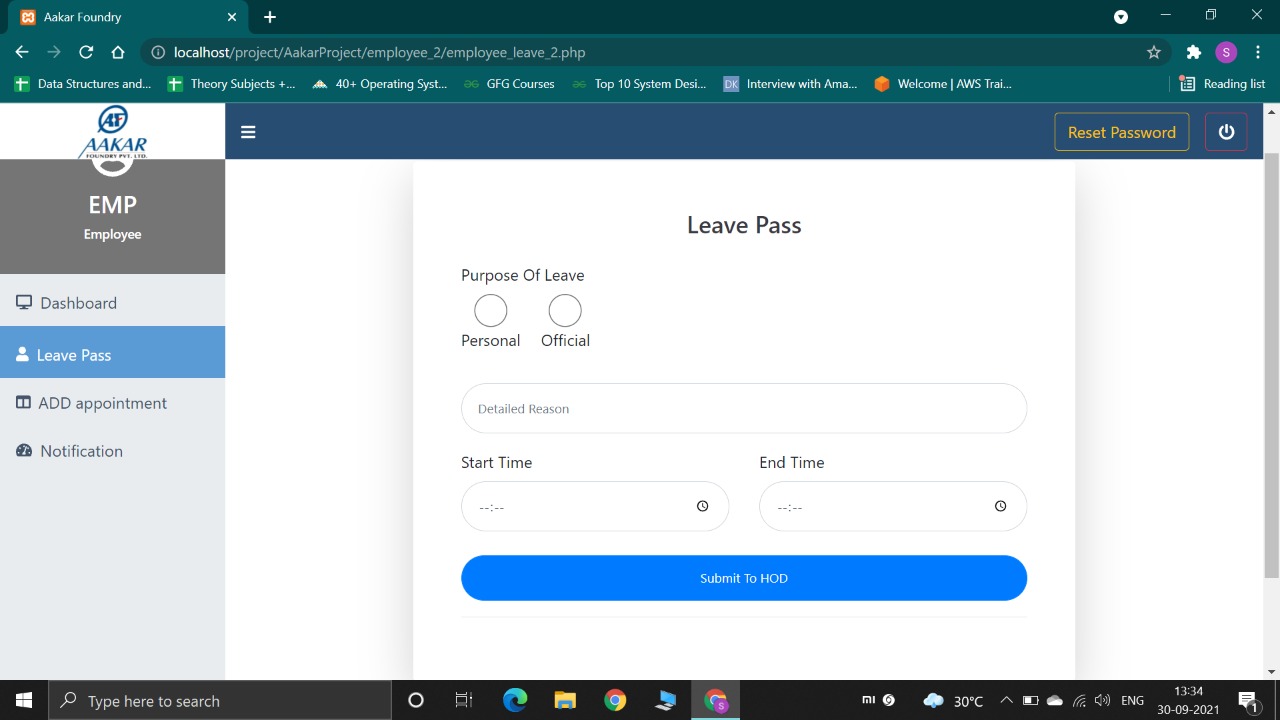 Aakar Foundry
localhost/project/AakarProject/employee_2/employee_leave_2.php
S
Data Structures and...
Theory Subjects +...
40+ Operating Syst...
GFG Courses
Top 10 System Desi...
DK Interview with Ama...
Welcome | AWS Trai...
Reading list
AF
AAKAR
FOUNDRY PVT. LTD.
Reset Password
EMP
Employee
Dashboard
Leave Pass
ADD appointment
Notification
Leave Pass
Purpose Of Leave
Personal Official
Detailed Reason
Start Time End Time
--:-- --:--
Submit To HOD
Type here to search
S
mi
30°C
ENG
13:34
30-09-2021
1